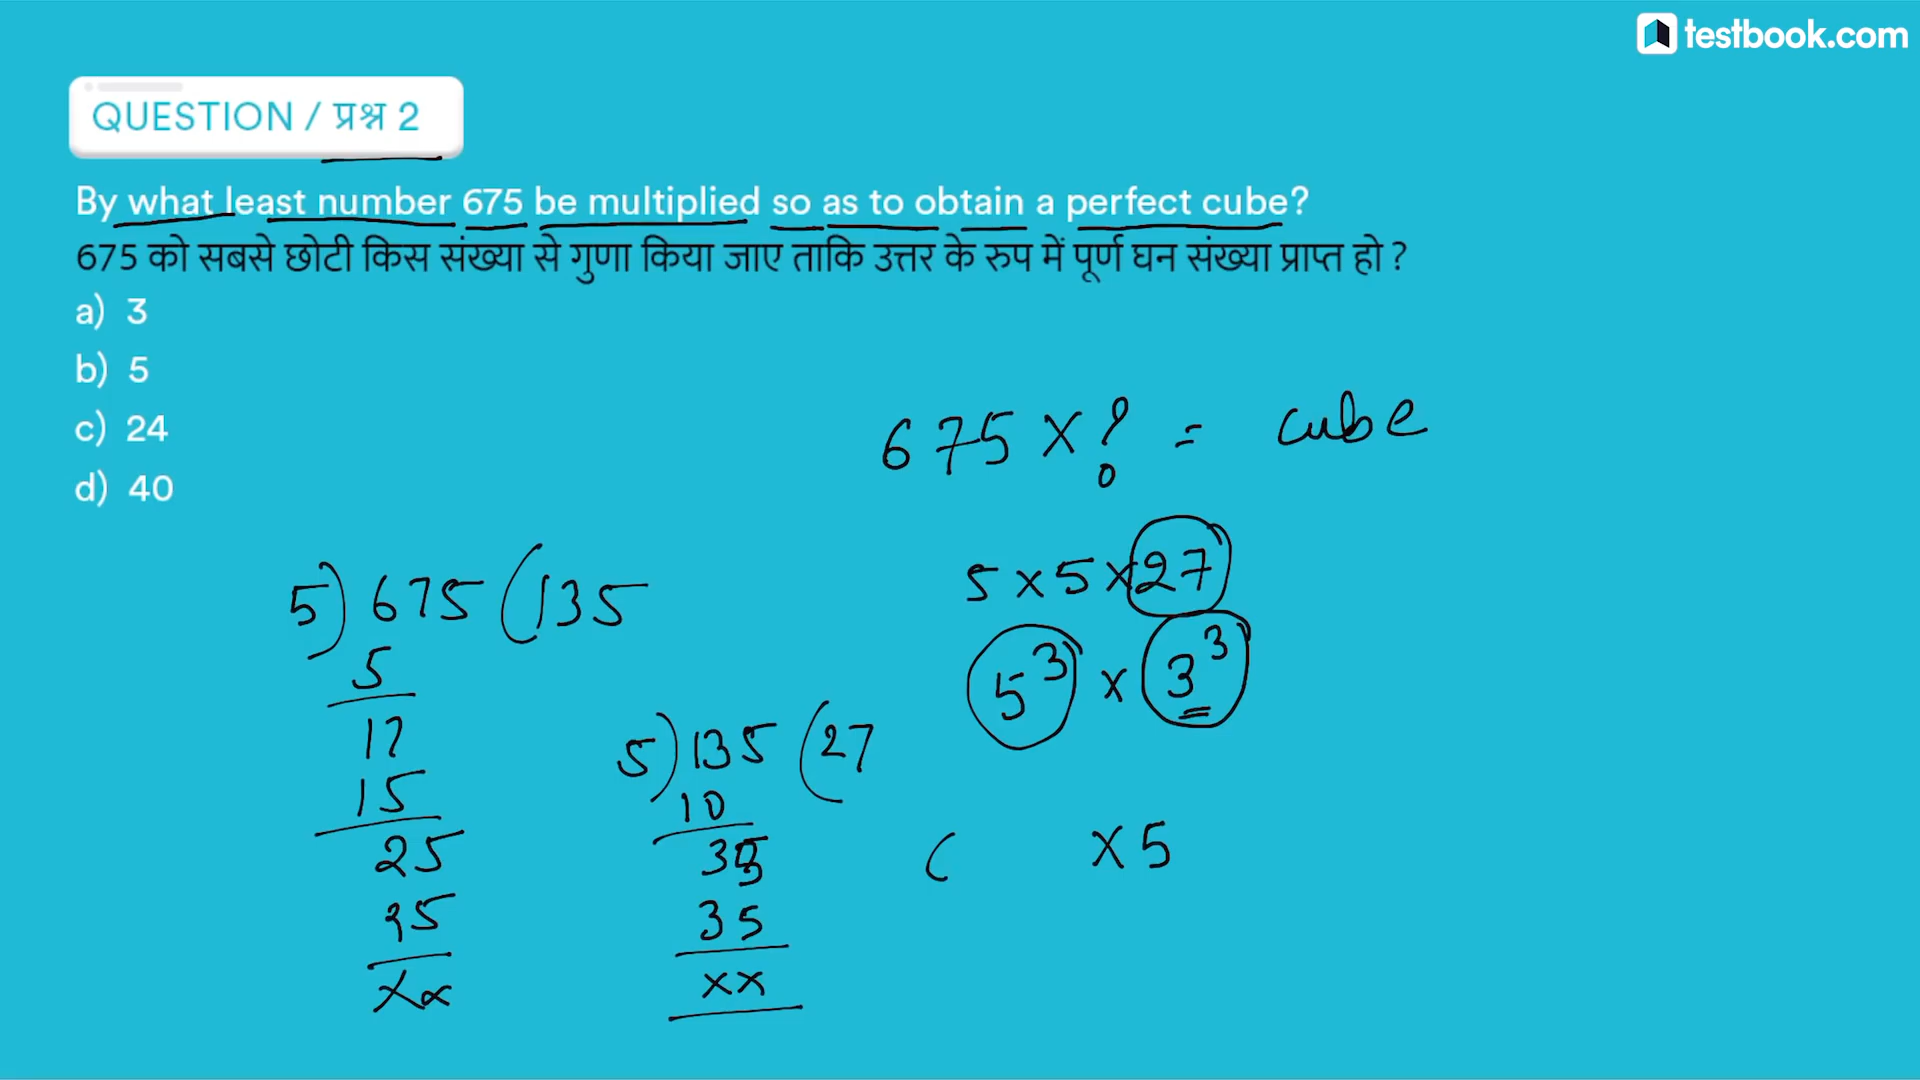 testbook.com
QUESTION / प्रश्न 2
By what least number 675 be multiplied so as to obtain a perfect cube?
675 को सबसे छोटी किस संख्या से गुणा किया जाए ताकि उत्तर के रुप में पूर्ण घन संख्या प्राप्त हो ?
a) 3
b) 5
c) 24
d) 40
675 × ? = cube
5 × 5 × 27
5³ × 3³
( × 5
5) 675 (135
5
17
15
25
25
××
5) 135 (27
10
35
35
××